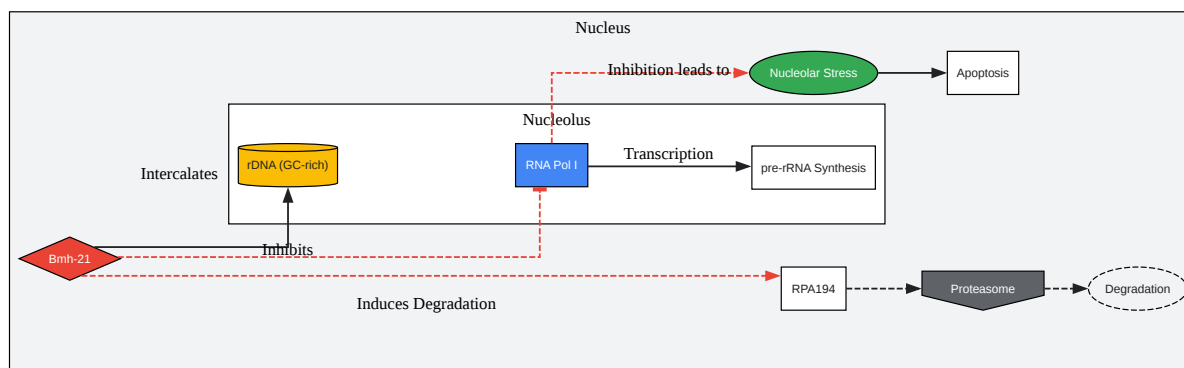 Nucleus
Inhibition leads to
Nucleolar Stress
Apoptosis
Nucleolus
rDNA (GC-rich)
RNA Pol I
Transcription
pre-rRNA Synthesis
Intercalates
Inhibits
Bmh-21
Induces Degradation
RPA194
Proteasome
Degradation